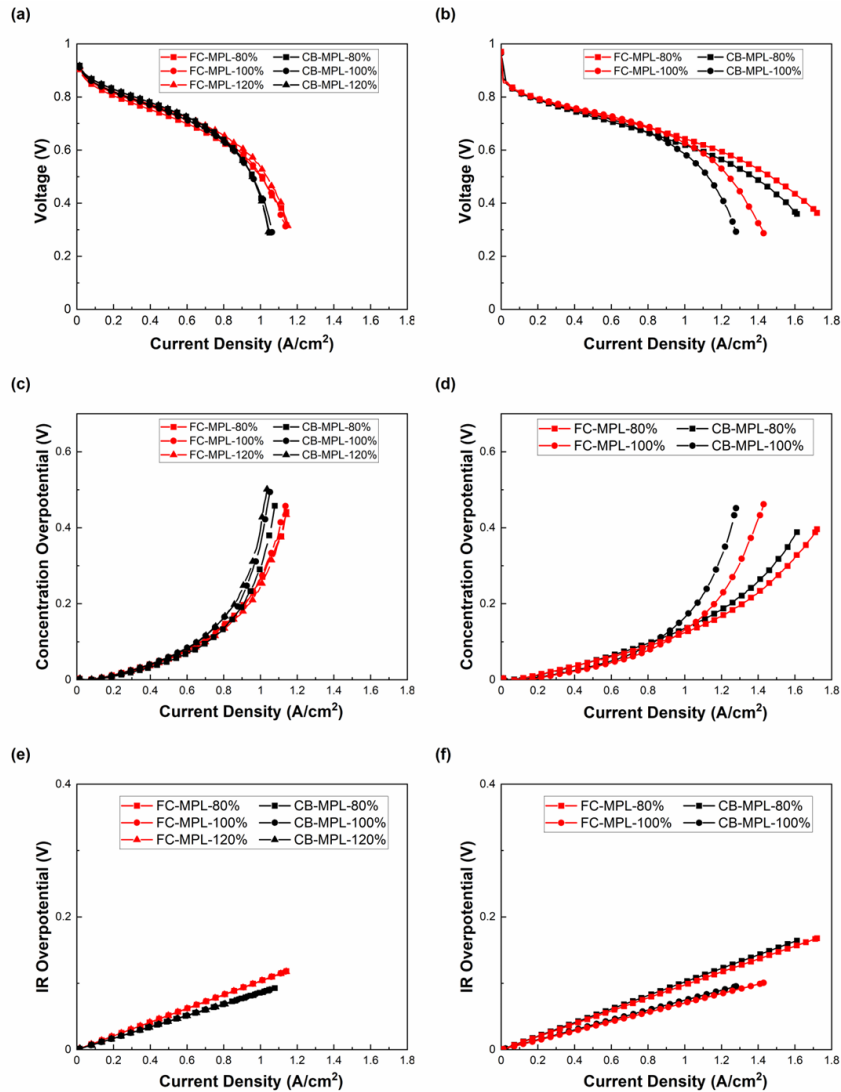 (a)
(b)
1
0.8
0.6
0.4
0.2
0
Voltage (V)
FC-MPL-80% CB-MPL-80%
FC-MPL-100% CB-MPL-100%
FC-MPL-120% CB-MPL-120%
0.2 0.4 0.6 0.8 1 1.2 1.4 1.6 1.8
Current Density (A/cm²)
1
0.8
0.6
0.4
0.2
0
Voltage (V)
FC-MPL-80% CB-MPL-80%
FC-MPL-100% CB-MPL-100%
0 0.2 0.4 0.6 0.8 1 1.2 1.4 1.6 1.8
Current Density (A/cm²)
(c)
(d)
0.6
0.4
0.2
0
Concentration Overpotential (V)
FC-MPL-80% CB-MPL-80%
FC-MPL-100% CB-MPL-100%
FC-MPL-120% CB-MPL-120%
0 0.2 0.4 0.6 0.8 1 1.2 1.4 1.6 1.8
Current Density (A/cm²)
0.6
0.4
0.2
0
Concentration Overpotential (V)
FC-MPL-80% CB-MPL-80%
FC-MPL-100% CB-MPL-100%
0 0.2 0.4 0.6 0.8 1 1.2 1.4 1.6 1.8
Current Density (A/cm²)
(e)
(f)
0.4
0.2
0
IR Overpotential (V)
FC-MPL-80% CB-MPL-80%
FC-MPL-100% CB-MPL-100%
FC-MPL-120% CB-MPL-120%
0 0.2 0.4 0.6 0.8 1 1.2 1.4 1.6 1.8
Current Density (A/cm²)
0.4
0.2
0
IR Overpotential (V)
FC-MPL-80% CB-MPL-80%
FC-MPL-100% CB-MPL-100%
0 0.2 0.4 0.6 0.8 1 1.2 1.4 1.6 1.8
Current Density (A/cm²)